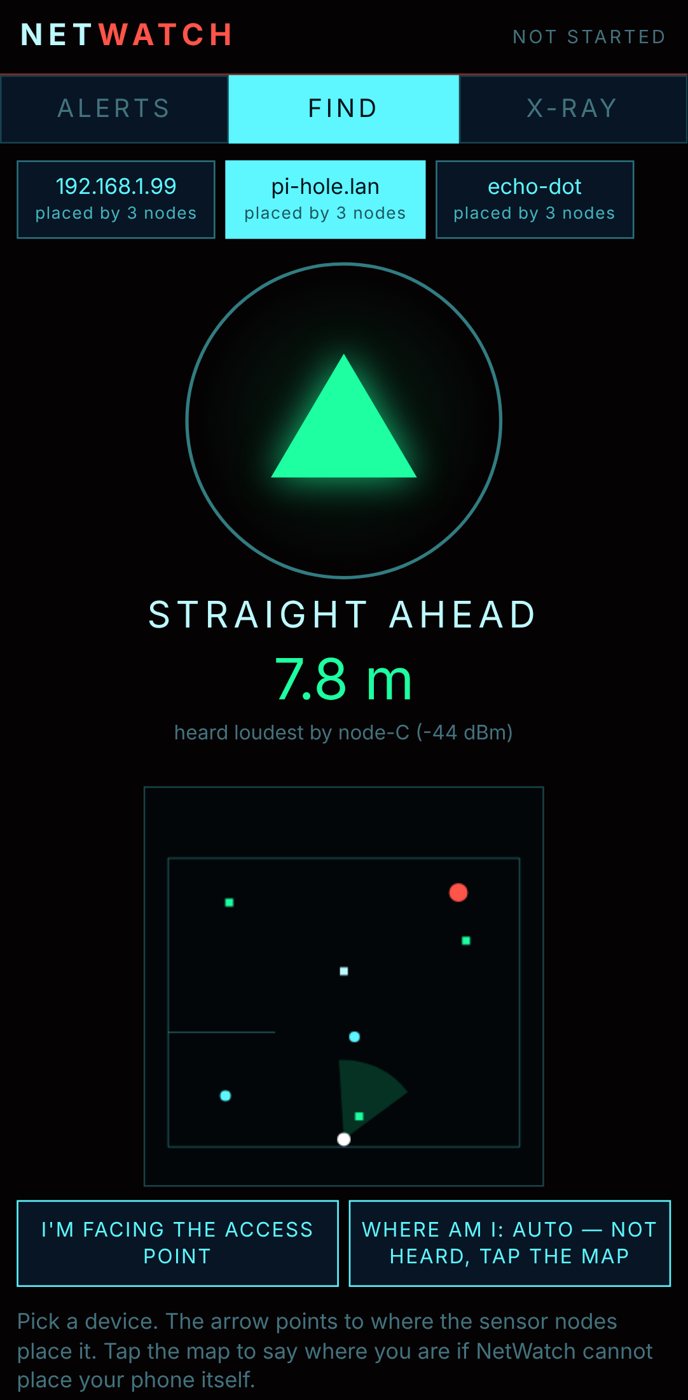 NETWATCH
NOT STARTED
ALERTS
FIND
X-RAY
192.168.1.99
placed by 3 nodes
pi-hole.lan
placed by 3 nodes
echo-dot
placed by 3 nodes
STRAIGHT AHEAD
7.8 m
heard loudest by node-C (-44 dBm)
I'M FACING THE ACCESS
POINT
WHERE AM I: AUTO — NOT
HEARD, TAP THE MAP
Pick a device. The arrow points to where the sensor nodes
place it. Tap the map to say where you are if NetWatch cannot
place your phone itself.